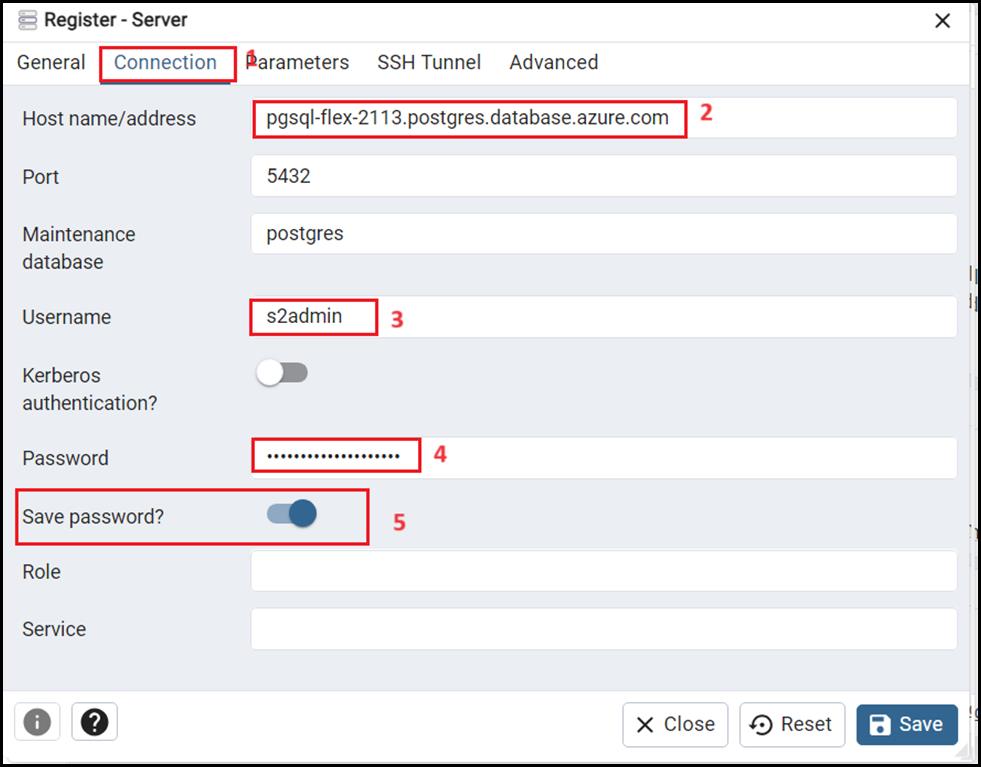 Register - Server
General Connection 1 Parameters SSH Tunnel Advanced
Host name/address pgsql-flex-2113.postgres.database.azure.com 2
Port 5432
Maintenance database postgres
Username s2admin 3
Kerberos authentication?
Password •••••••••••••••••••• 4
Save password? 5
Role
Service
Close Reset Save